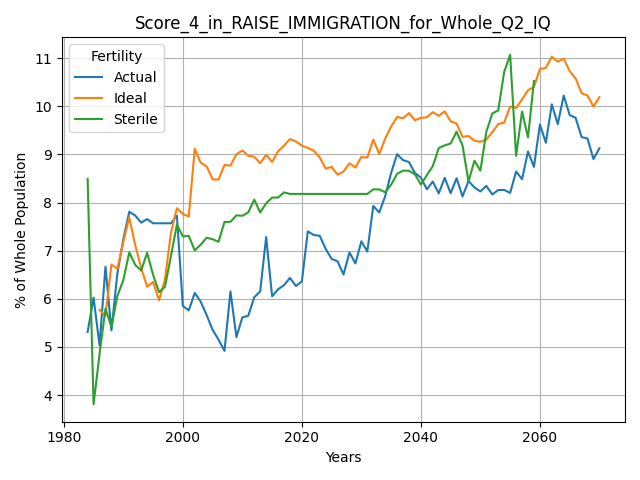 Score_4_in_RAISE_IMMIGRATION_for_Whole_Q2_IQ
Fertility
Actual
Ideal
Sterile
% of Whole Population
11
10
9
8
7
6
5
4
1980 2000 2020 2040 2060
Years